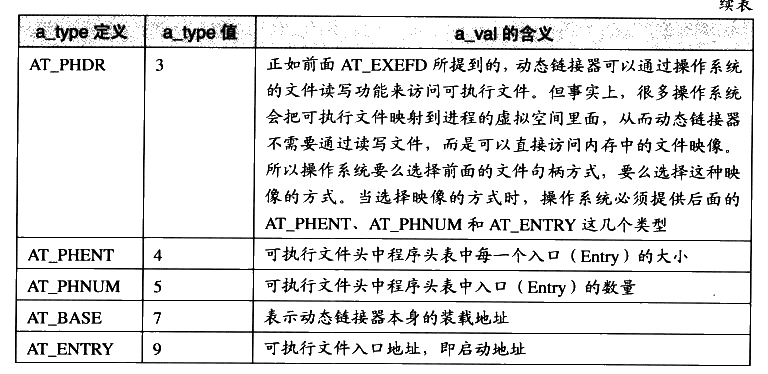 续表
a_type 定义 a_type 值 a_val 的含义
AT_PHDR 3 正如前面 AT_EXEFD 所提到的,动态链接器可以通过操作系统
的文件读写功能来访问可执行文件。但事实上，很多操作系统
会把可执行文件映射到进程的虚拟空间里面，从而动态链接器
不需要通过读写文件，而是可以直接访问内存中的文件映像。
所以操作系统要么选择前面的文件句柄方式，要么选择这种映
像的方式。当选择映像的方式时，操作系统必须提供后面的
AT_PHENT、AT_PHNUM 和 AT_ENTRY 这几个类型
AT_PHENT 4 可执行文件头中程序头表中每一个入口（Entry）的大小
AT_PHNUM 5 可执行文件头中程序头表中入口（Entry）的数量
AT_BASE 7 表示动态链接器本身的装载地址
AT_ENTRY 9 可执行文件入口地址，即启动地址